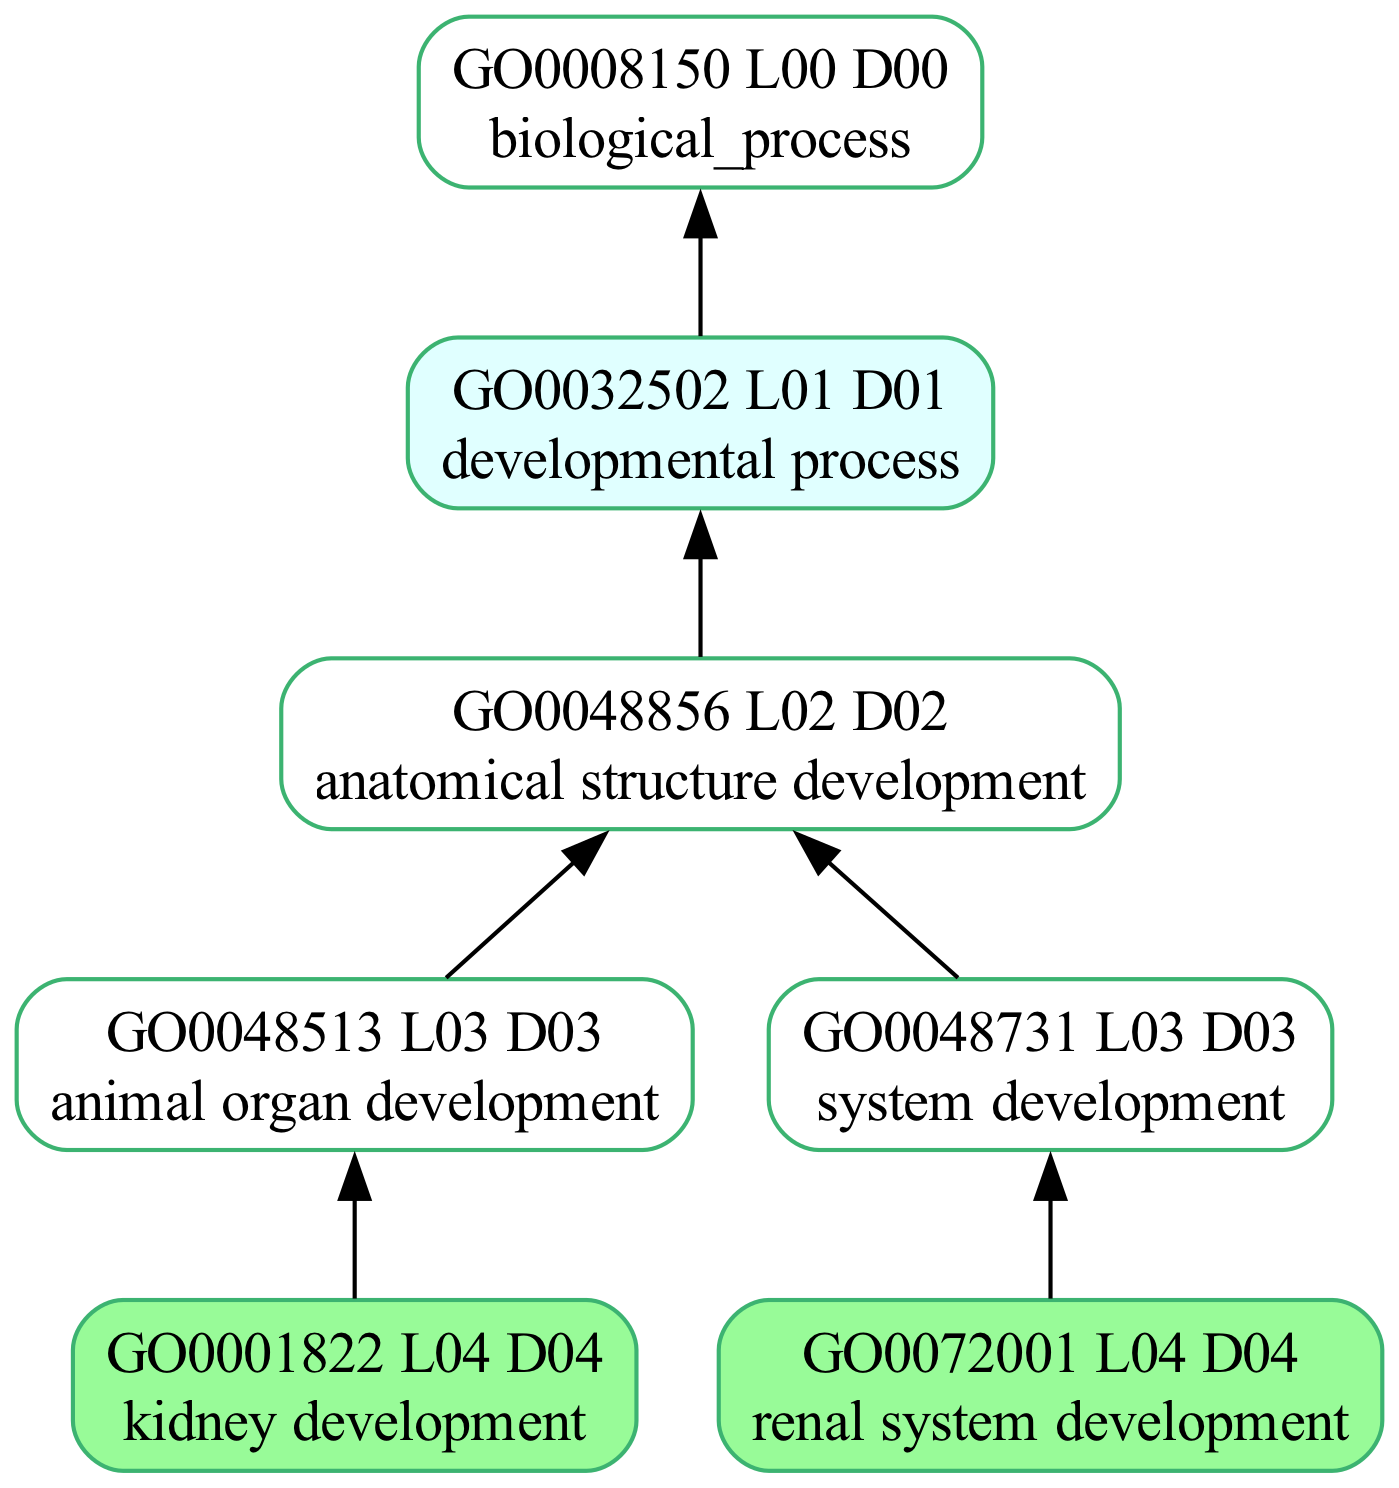 GO0008150 L00 D00
biological_process
GO0032502 L01 D01
developmental process
GO0048856 L02 D02
anatomical structure development
GO0048513 L03 D03
animal organ development
GO0048731 L03 D03
system development
GO0001822 L04 D04
kidney development
GO0072001 L04 D04
renal system development